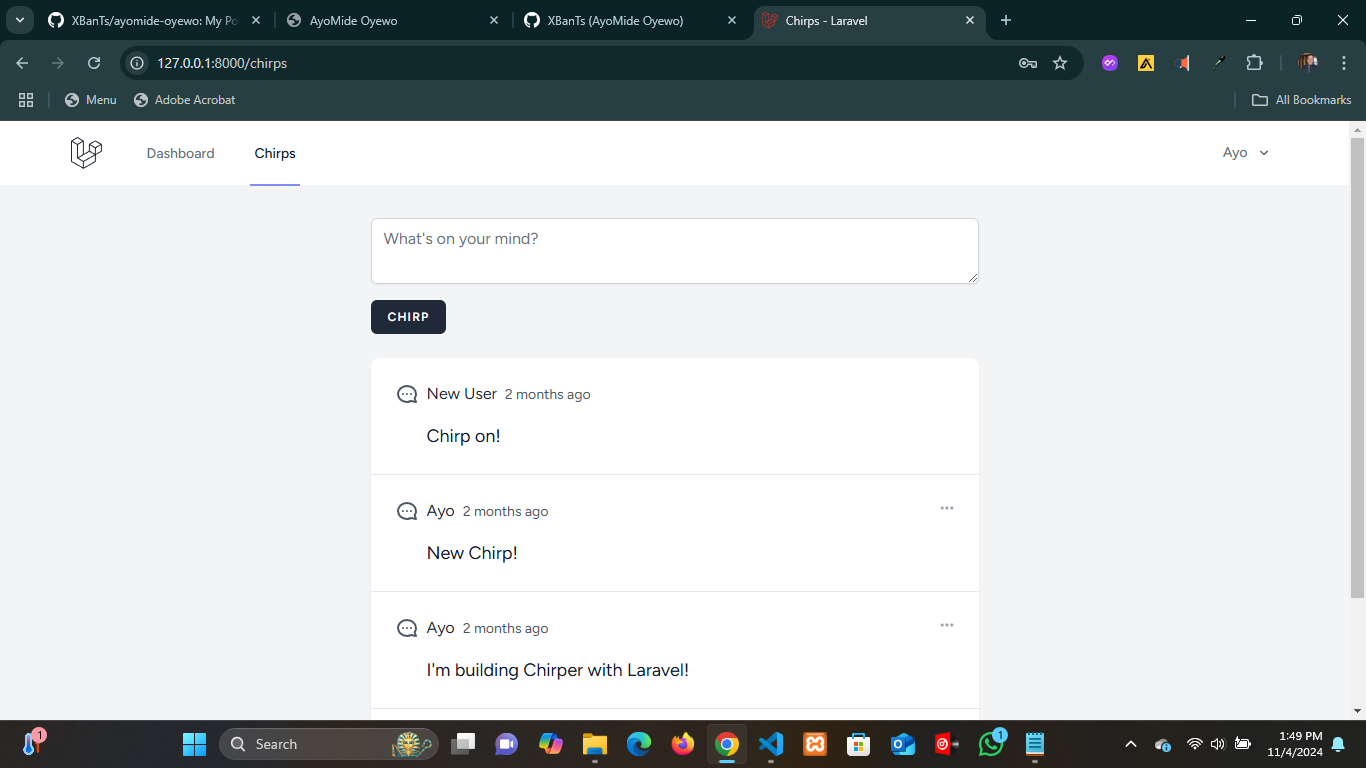 XBanTs/ayomide-oyewo: My Po
AyoMide Oyewo
XBanTs (AyoMide Oyewo)
Chirps - Laravel
127.0.0.1:8000/chirps
Menu
Adobe Acrobat
All Bookmarks
Dashboard
Chirps
Ayo
What's on your mind?
CHIRP
New User 2 months ago
Chirp on!
Ayo 2 months ago
New Chirp!
Ayo 2 months ago
I'm building Chirper with Laravel!
1
Search
1
1:49 PM
11/4/2024